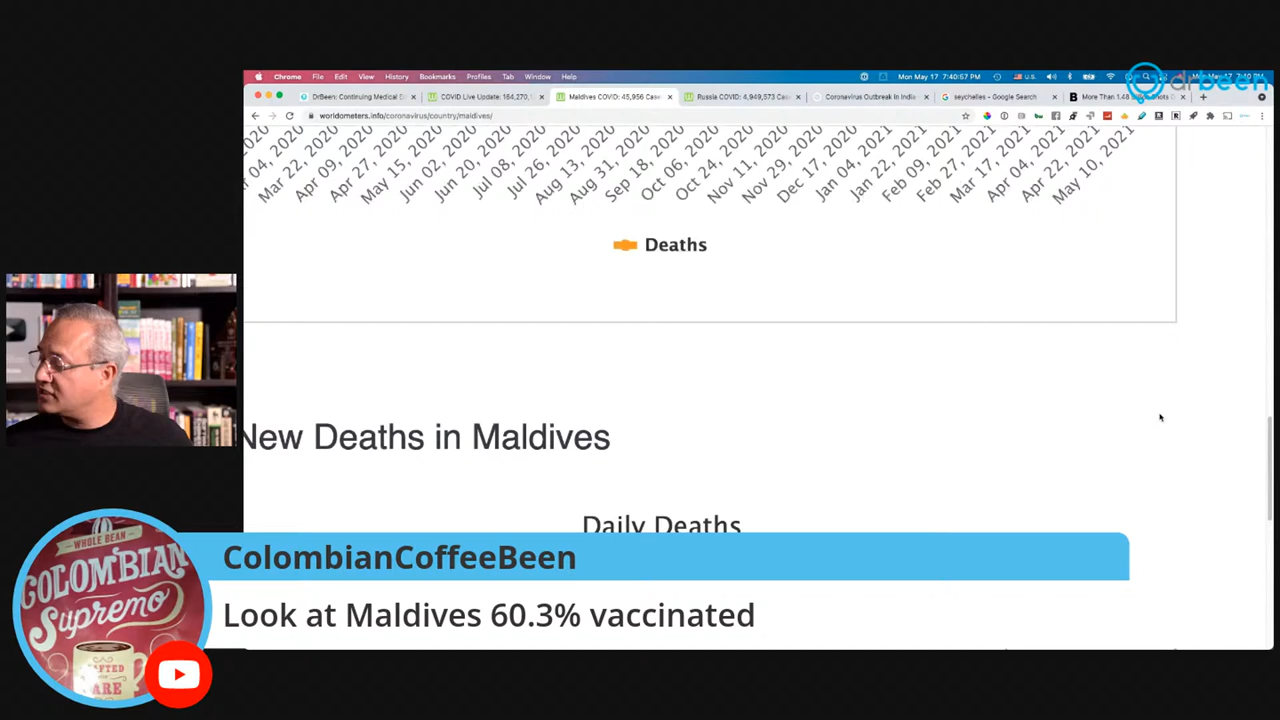 Chrome File Edit View History Bookmarks Profiles Tab Window Help
Mon May 17 7:40:57 PM
U.S.
drbeen
DrBeen: Continuing Medical E
COVID Live Update: 164,270,
Maldives COVID: 45,956 Case
Russia COVID: 4,949,573 Case
Coronavirus Outbreak in India
seychelles - Google Search
More Than 1.48
worldometers.info/coronavirus/country/maldives/
Mar 22, 2020
Apr 09, 2020
Apr 27, 2020
May 15, 2020
Jun 02, 2020
Jun 20, 2020
Jul 08, 2020
Jul 26, 2020
Aug 13, 2020
Aug 31, 2020
Sep 18, 2020
Oct 06, 2020
Oct 24, 2020
Nov 11, 2020
Nov 29, 2020
Dec 17, 2020
Jan 04, 2021
Jan 22, 2021
Feb 09, 2021
Feb 27, 2021
Mar 17, 2021
Apr 04, 2021
Apr 22, 2021
May 10, 2021
Deaths
New Deaths in Maldives
Daily Deaths
WHOLE BEAN
COLOMBIAN
Supremo
ColombianCoffeeBeen
Look at Maldives 60.3% vaccinated